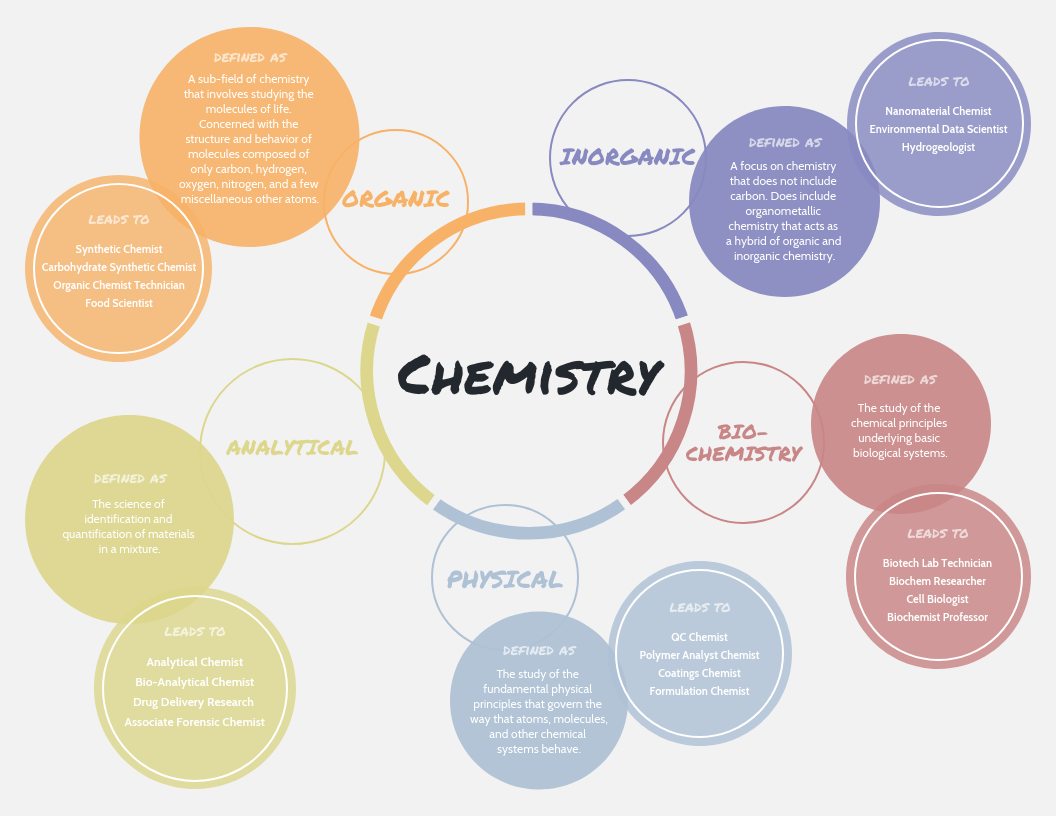 CHEMISTRY
ORGANIC
DEFINED AS
A sub-field of chemistry
that involves studying the
molecules of life.
Concerned with the
structure and behavior of
molecules composed of
only carbon, hydrogen,
oxygen, nitrogen, and a few
miscellaneous other atoms.
LEADS TO
Synthetic Chemist
Carbohydrate Synthetic Chemist
Organic Chemist Technician
Food Scientist
INORGANIC
DEFINED AS
A focus on chemistry
that does not include
carbon. Does include
organometallic
chemistry that acts as
a hybrid of organic and
inorganic chemistry.
LEADS TO
Nanomaterial Chemist
Environmental Data Scientist
Hydrogeologist
BIO-
CHEMISTRY
DEFINED AS
The study of the
chemical principles
underlying basic
biological systems.
LEADS TO
Biotech Lab Technician
Biochem Researcher
Cell Biologist
Biochemist Professor
PHYSICAL
DEFINED AS
The study of the
fundamental physical
principles that govern the
way that atoms, molecules,
and other chemical
systems behave.
LEADS TO
QC Chemist
Polymer Analyst Chemist
Coatings Chemist
Formulation Chemist
ANALYTICAL
DEFINED AS
The science of
identification and
quantification of materials
in a mixture.
LEADS TO
Analytical Chemist
Bio-Analytical Chemist
Drug Delivery Research
Associate Forensic Chemist